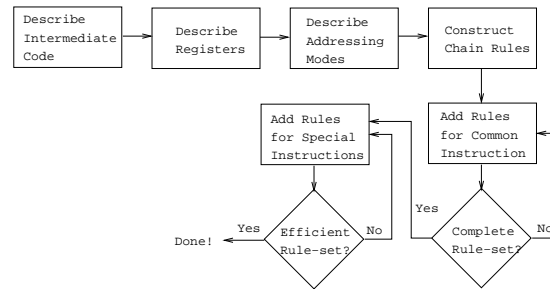 Describe
Intermediate
Code
Describe
Registers
Describe
Addressing
Modes
Construct
Chain Rules
Add Rules
for Special
Instructions
Add Rules
for Common
Instruction
Yes
No
Efficient
Rule-set?
Done!
Yes
Complete
Rule-set?
No